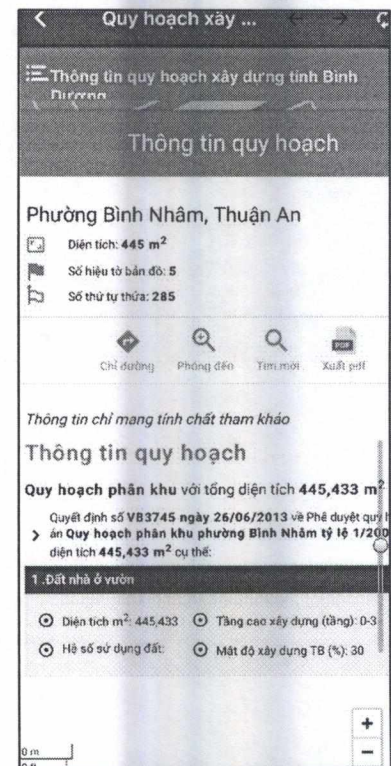 Quy hoạch xây ...
Thông tin quy hoạch xây dựng tỉnh Bình
Dương
Thông tin quy hoạch
Phường Bình Nhâm, Thuận An
Diện tích: 445 m²
Số hiệu tờ bản đồ: 5
Số thứ tự thửa: 285
Chỉ đường Phóng đến Tìm mới Xuất pdf
Thông tin chỉ mang tính chất tham khảo
Thông tin quy hoạch
Quy hoạch phân khu với tổng diện tích 445,433 m²
Quyết định số VB3745 ngày 26/06/2013 về Phê duyệt quy
án Quy hoạch phân khu phường Bình Nhâm tỷ lệ 1/200
diện tích 445,433 m² cụ thể:
1 .Đất nhà ở vườn
Diện tích m²: 445,433 Tầng cao xây dựng (tầng): 0-3
Hệ số sử dụng đất: Mật độ xây dựng TB (%): 30
+
−
0 m